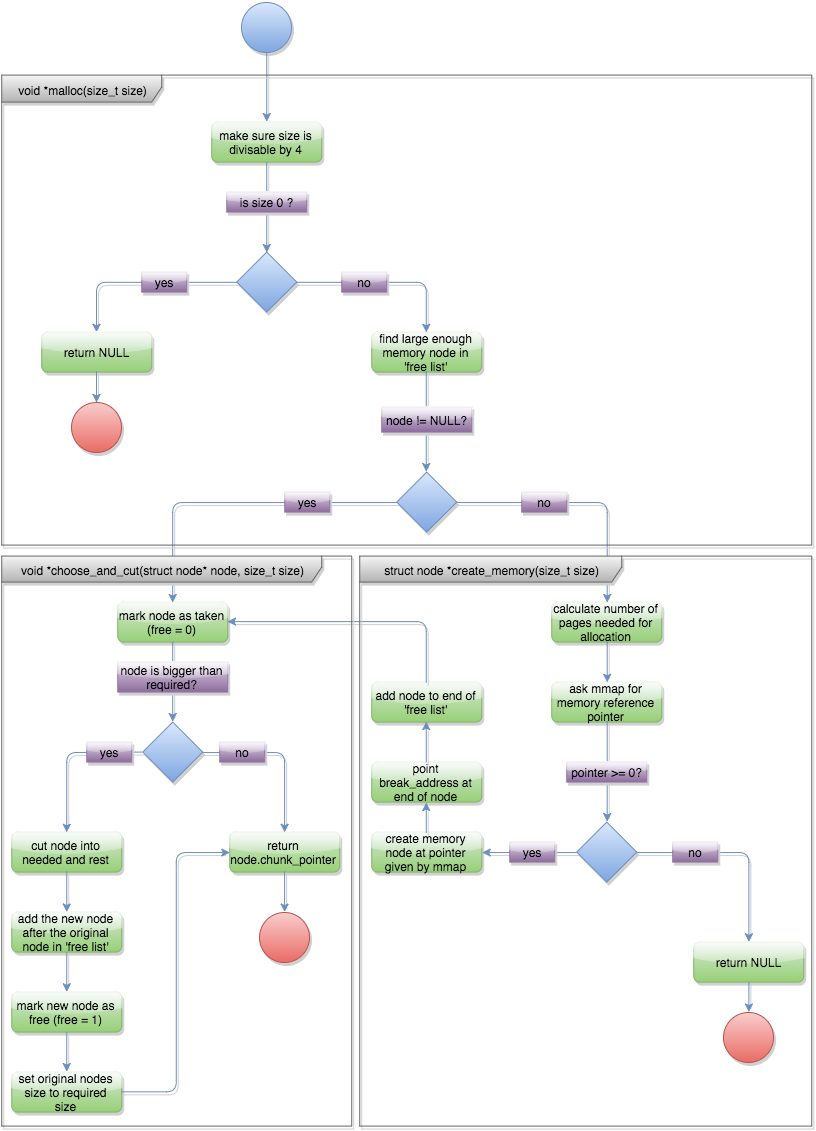 void *malloc(size_t size)
make sure size is
divisable by 4
is size 0 ?
yes
no
return NULL
find large enough
memory node in
'free list'
node != NULL?
yes
no
void *choose_and_cut(struct node* node, size_t size)
mark node as taken
(free = 0)
node is bigger than
required?
yes
no
cut node into
needed and rest
return
node.chunk_pointer
add the new node
after the original
node in 'free list'
mark new node as
free (free = 1)
set original nodes
size to required
size
struct node *create_memory(size_t size)
calculate number of
pages needed for
allocation
ask mmap for
memory reference
pointer
pointer >= 0?
yes
no
create memory
node at pointer
given by mmap
point
break_address at
end of node
add node to end of
'free list'
return NULL